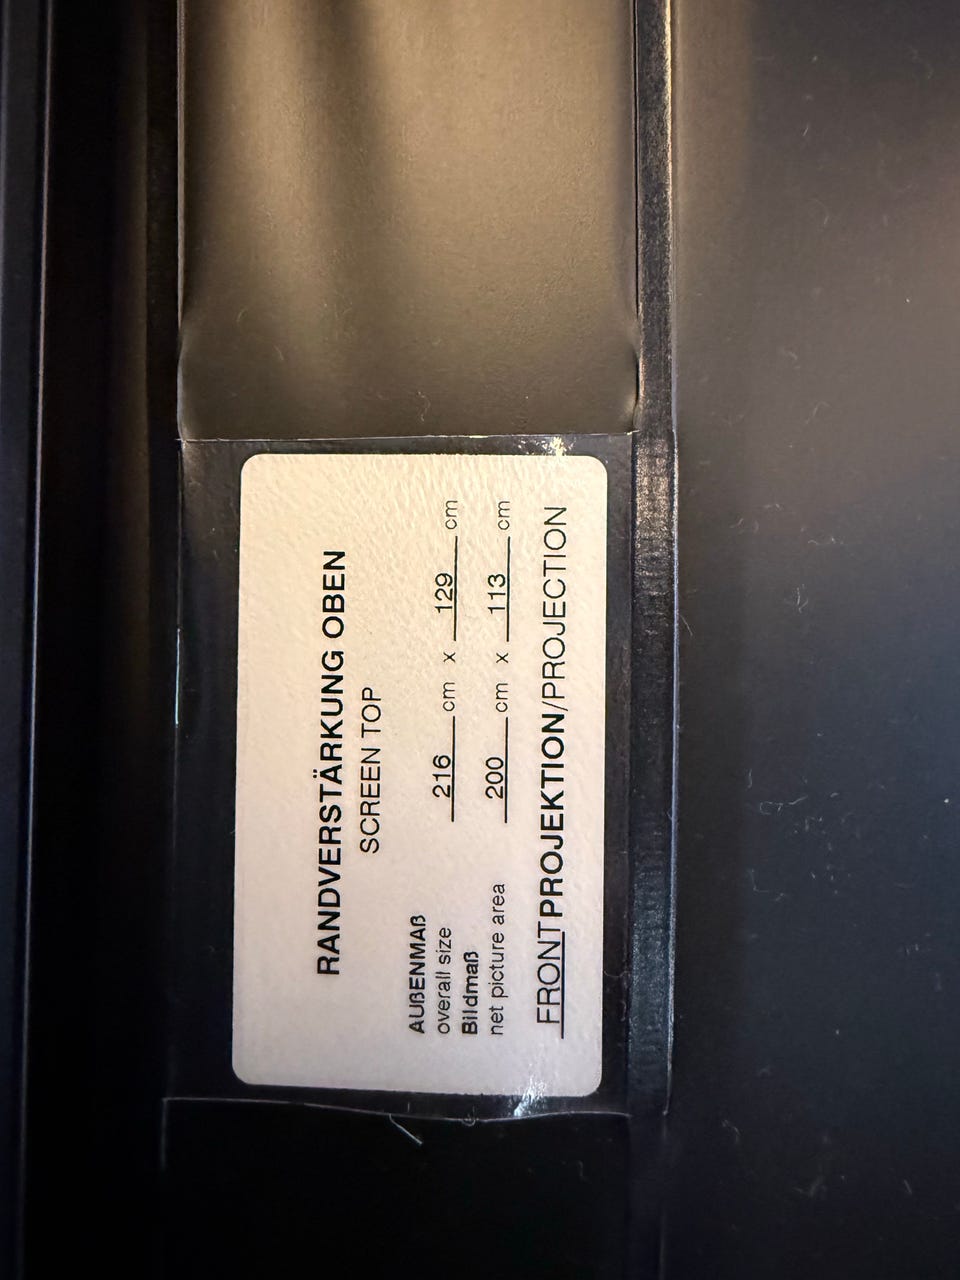 RANDVERSTÄRKUNG OBEN
SCREEN TOP
AUßENMAß
overall size 216 cm x 129 cm
Bildmaß
net picture area 200 cm x 113 cm
FRONTPROJEKTION/PROJECTION